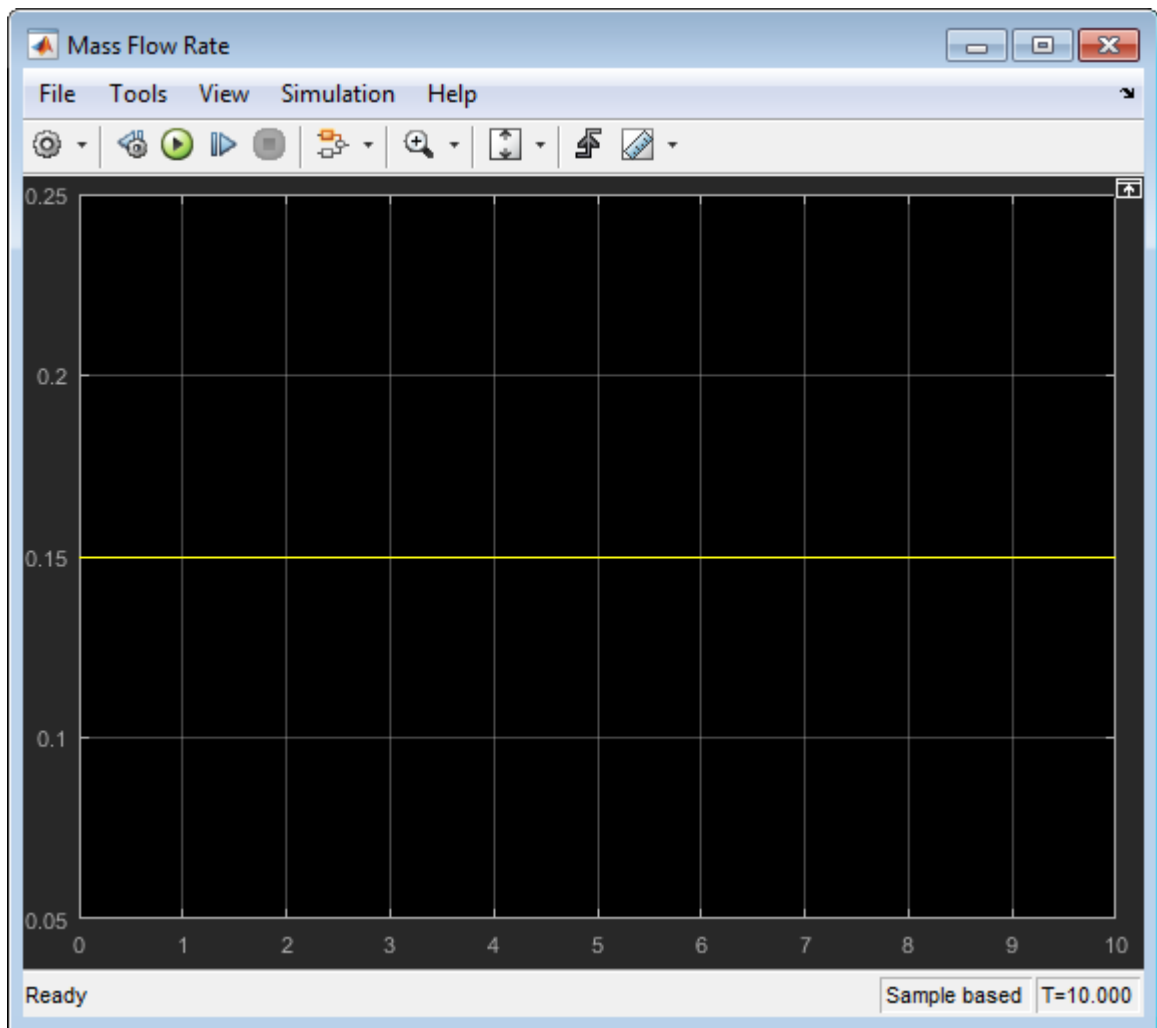 Mass Flow Rate
File Tools View Simulation Help
0.25
0.2
0.15
0.1
0.05
0 1 2 3 4 5 6 7 8 9 10
Ready Sample based T=10.000